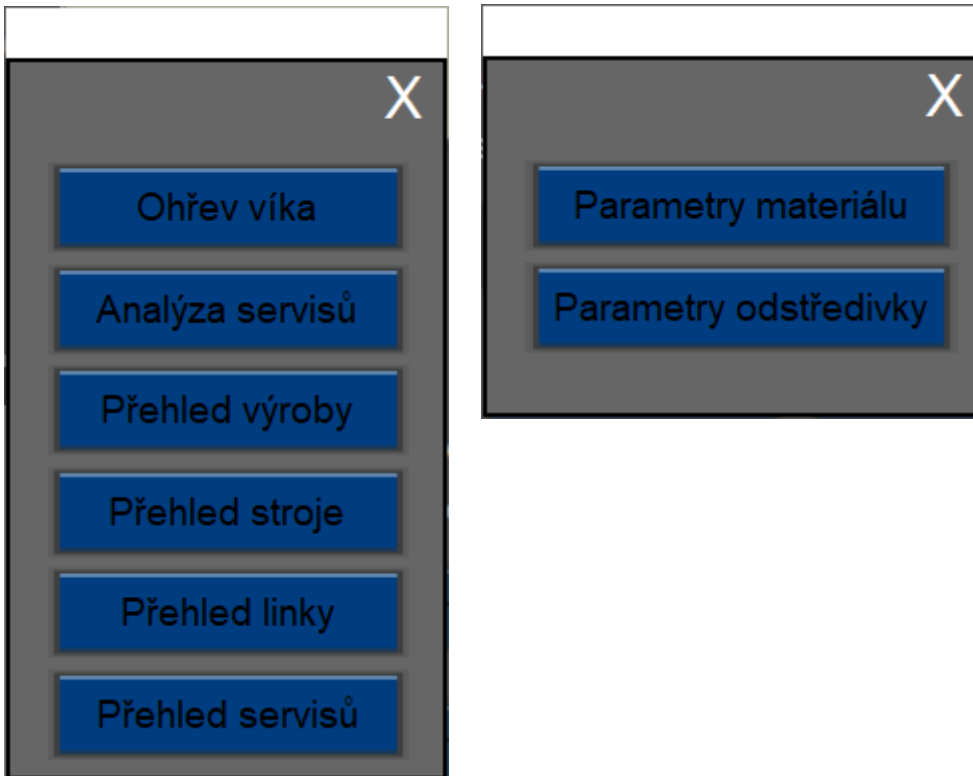 X
Ohřev víka
Analýza servisů
Přehled výroby
Přehled stroje
Přehled linky
Přehled servisů
X
Parametry materiálu
Parametry odstředivky